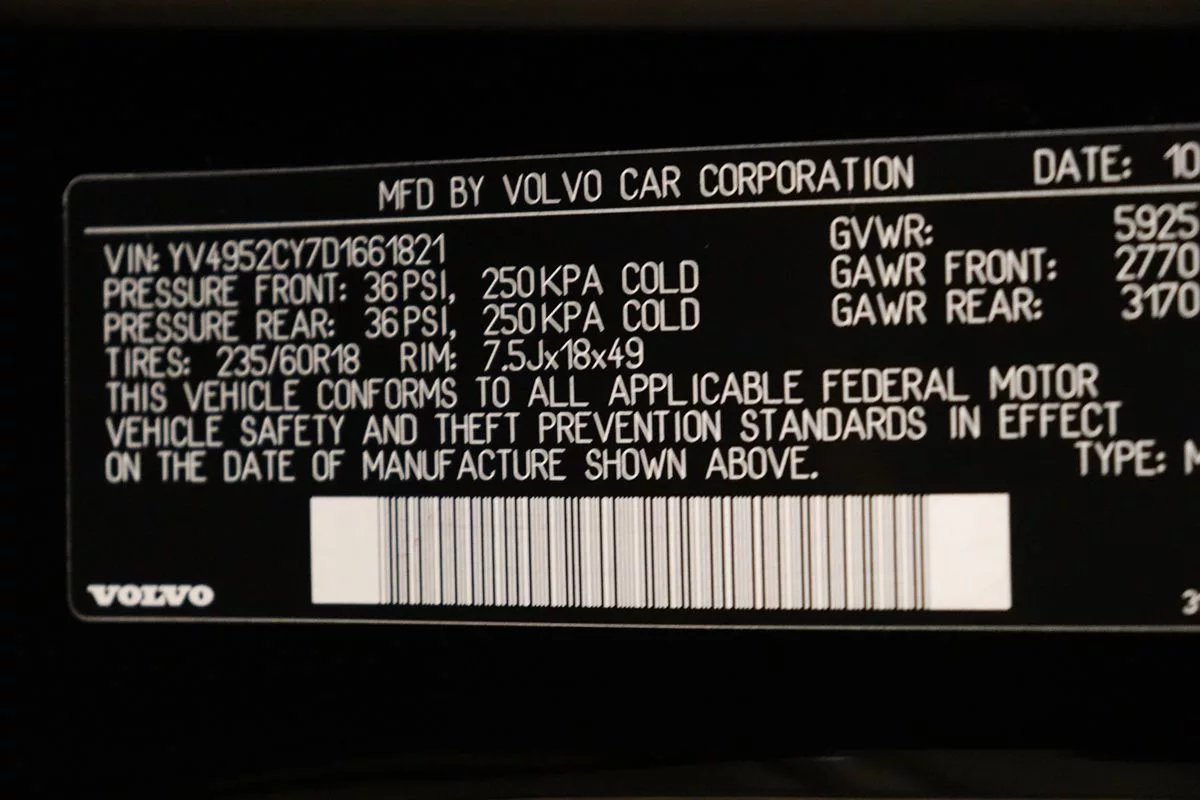 MFD BY VOLVO CAR CORPORATION DATE: 10
VIN: YV4952CY7D1661821 GVWR: 5925
PRESSURE FRONT: 36PSI, 250KPA COLD GAWR FRONT: 2770
PRESSURE REAR: 36PSI, 250KPA COLD GAWR REAR: 3170
TIRES: 235/60R18 RIM: 7.5Jx18x49
THIS VEHICLE CONFORMS TO ALL APPLICABLE FEDERAL MOTOR
VEHICLE SAFETY AND THEFT PREVENTION STANDARDS IN EFFECT
ON THE DATE OF MANUFACTURE SHOWN ABOVE. TYPE:
VOLVO